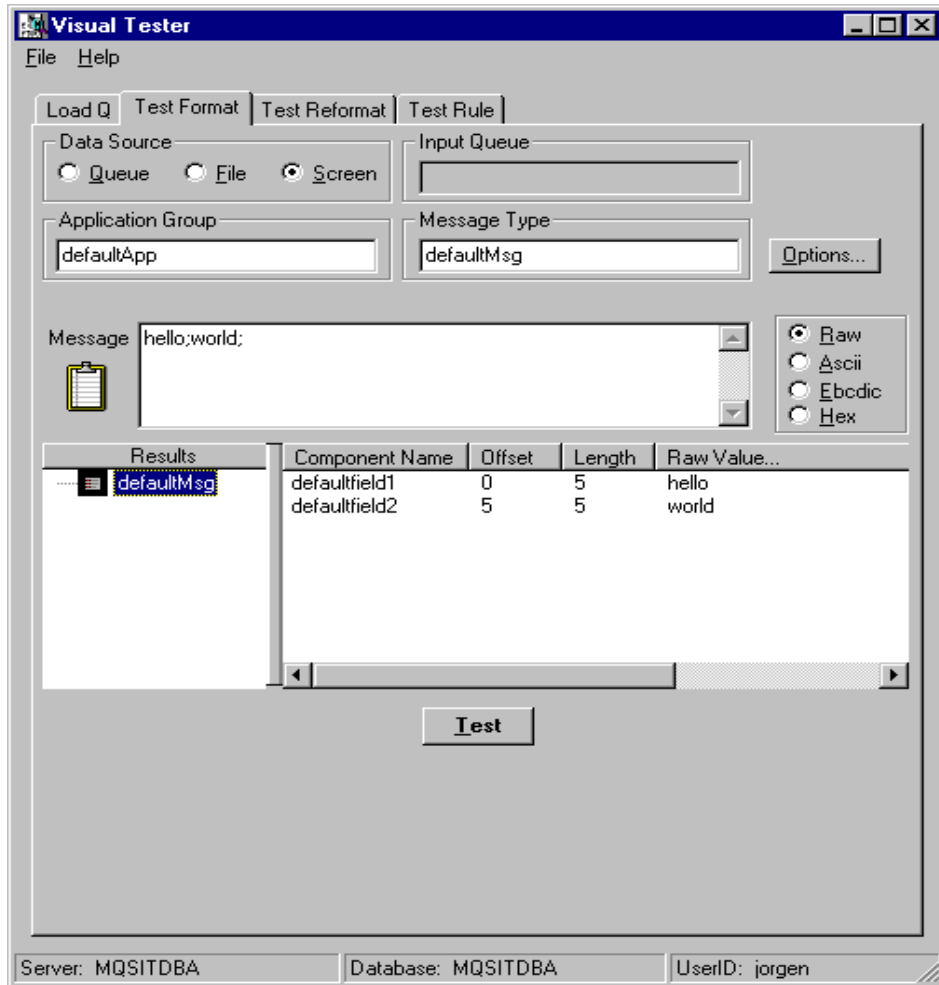 Visual Tester
File Help
Load Q Test Format Test Reformat Test Rule
Data Source Input Queue
Queue File Screen
Application Group Message Type
defaultApp defaultMsg Options...
Message hello;world;
Raw
Ascii
Ebcdic
Hex
Results Component Name Offset Length Raw Value...
defaultMsg defaultfield1 0 5 hello
defaultfield2 5 5 world
Test
Server: MQSITDBA Database: MQSITDBA UserID: jorgen